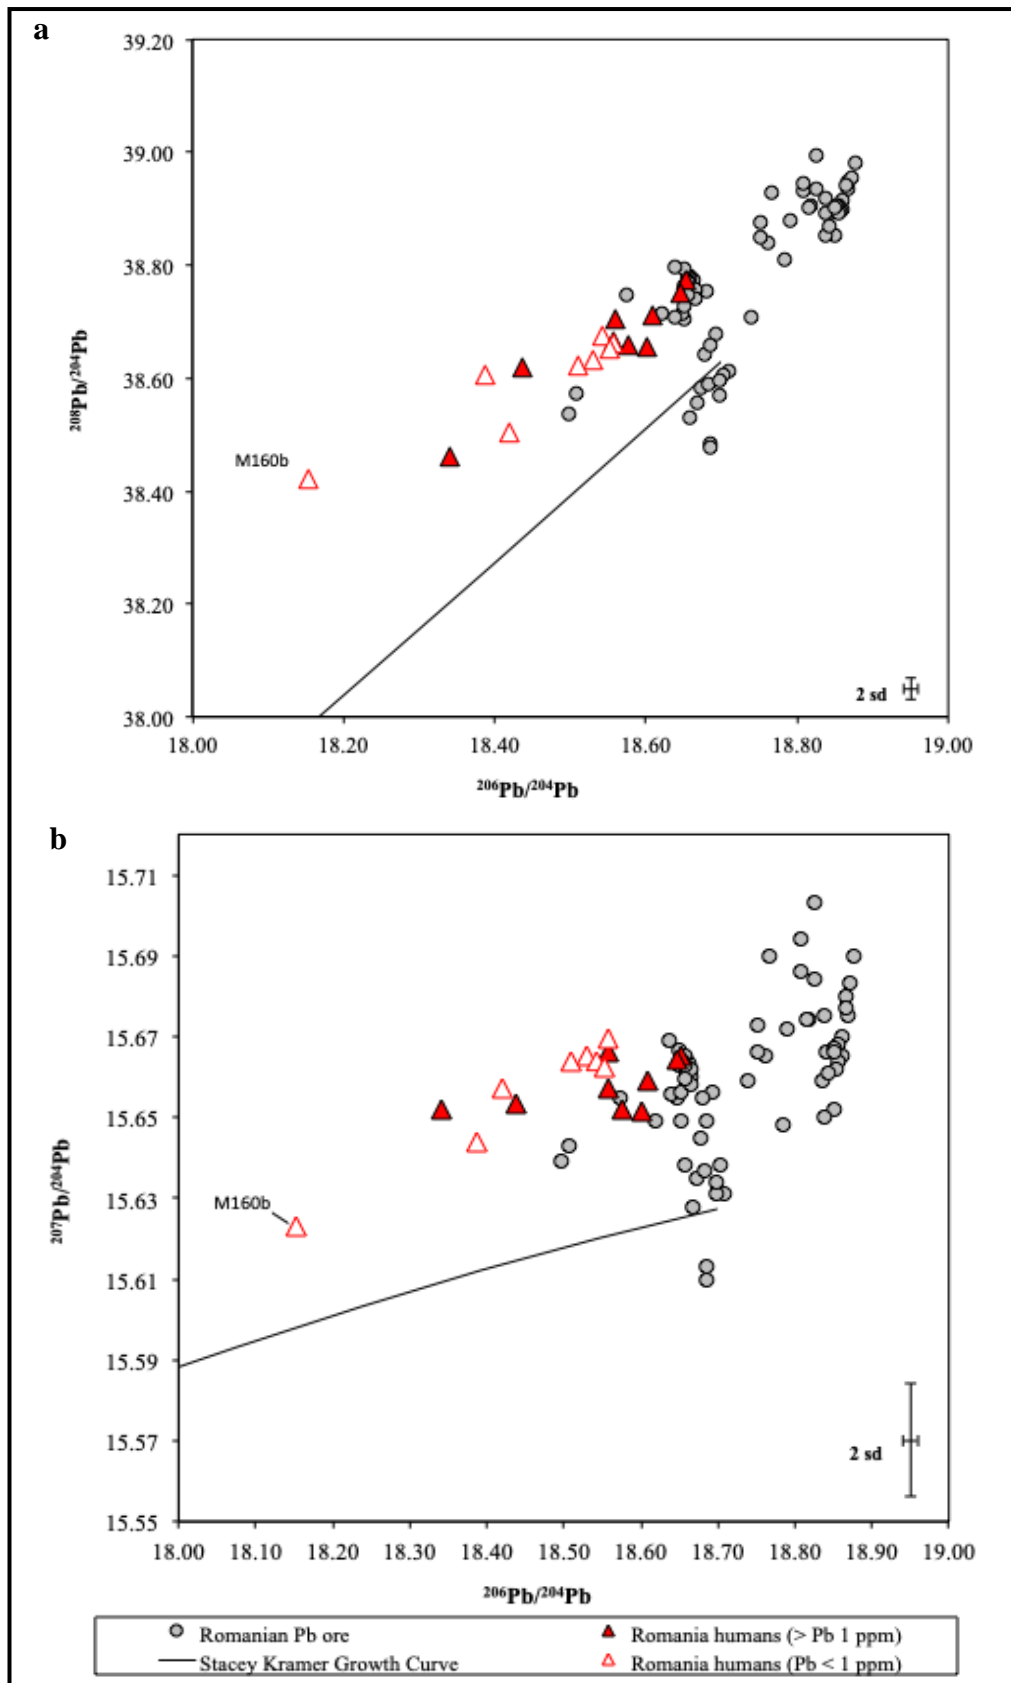 a
39.20
39.00
38.80
38.60
38.40
38.20
38.00
²⁰⁸Pb/²⁰⁴Pb
M160b
2 sd
18.00 18.20 18.40 18.60 18.80 19.00
²⁰⁶Pb/²⁰⁴Pb
b
15.71
15.69
15.67
15.65
15.63
15.61
15.59
15.57
15.55
²⁰⁷Pb/²⁰⁴Pb
M160b
2 sd
18.00 18.10 18.20 18.30 18.40 18.50 18.60 18.70 18.80 18.90 19.00
²⁰⁶Pb/²⁰⁴Pb
Romanian Pb ore
Romania humans (> Pb 1 ppm)
Stacey Kramer Growth Curve
Romania humans (Pb < 1 ppm)